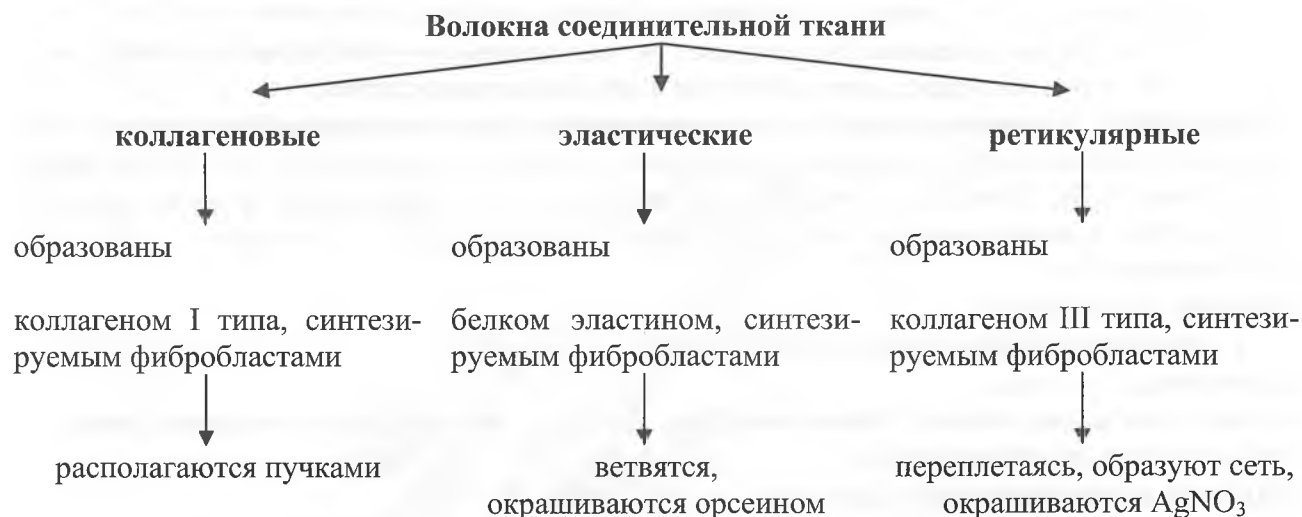 Волокна соединительной ткани
коллагеновые
эластические
ретикулярные
образованы
образованы
образованы
коллагеном I типа, синтези-
руемым фибробластами
белком эластином, синтези-
руемым фибробластами
коллагеном III типа, синтези-
руемым фибробластами
располагаются пучками
ветвятся,
окрашиваются орсеином
переплетаясь, образуют сеть,
окрашиваются AgNO₃